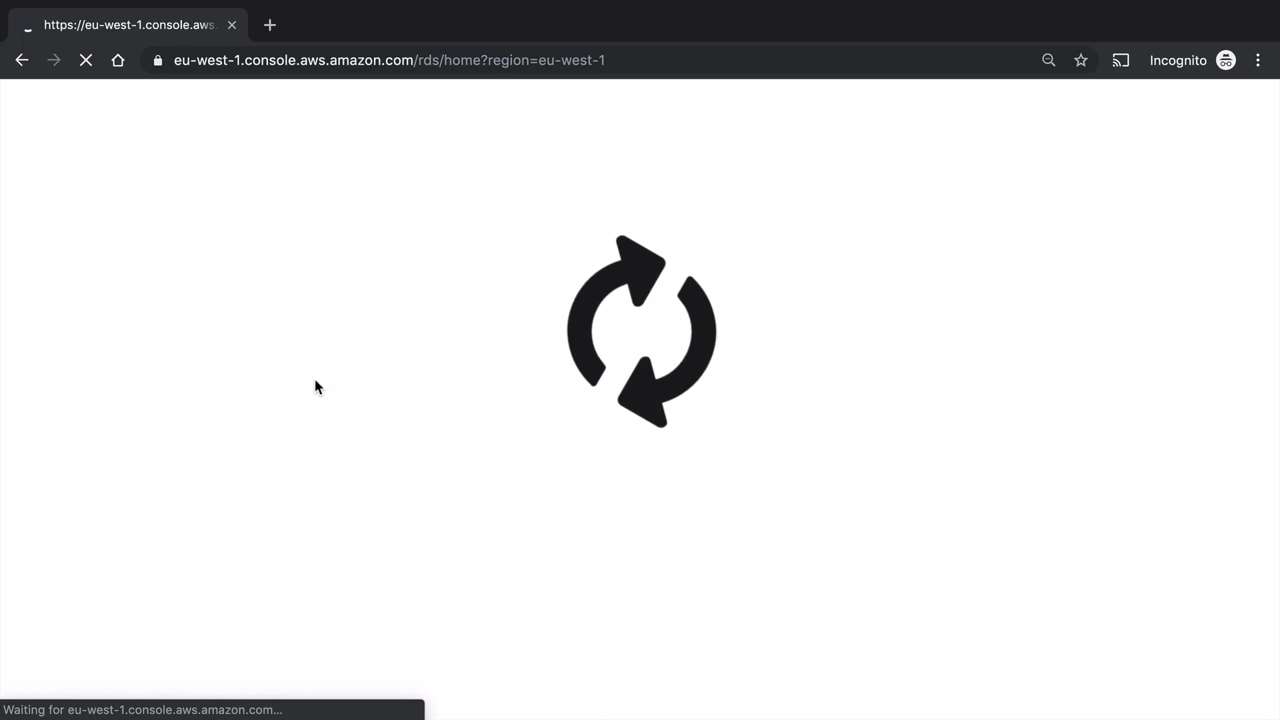 https://eu-west-1.console.aws.
eu-west-1.console.aws.amazon.com/rds/home?region=eu-west-1
Incognito
Waiting for eu-west-1.console.aws.amazon.com...